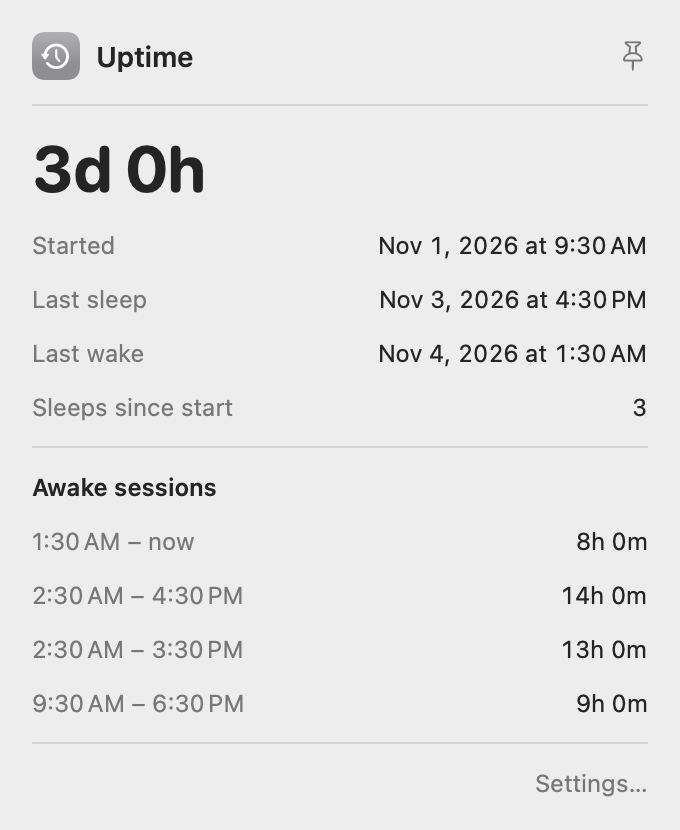 Uptime
3d 0h
Started Nov 1, 2026 at 9:30 AM
Last sleep Nov 3, 2026 at 4:30 PM
Last wake Nov 4, 2026 at 1:30 AM
Sleeps since start 3
Awake sessions
1:30 AM – now 8h 0m
2:30 AM – 4:30 PM 14h 0m
2:30 AM – 3:30 PM 13h 0m
9:30 AM – 6:30 PM 9h 0m
Settings...